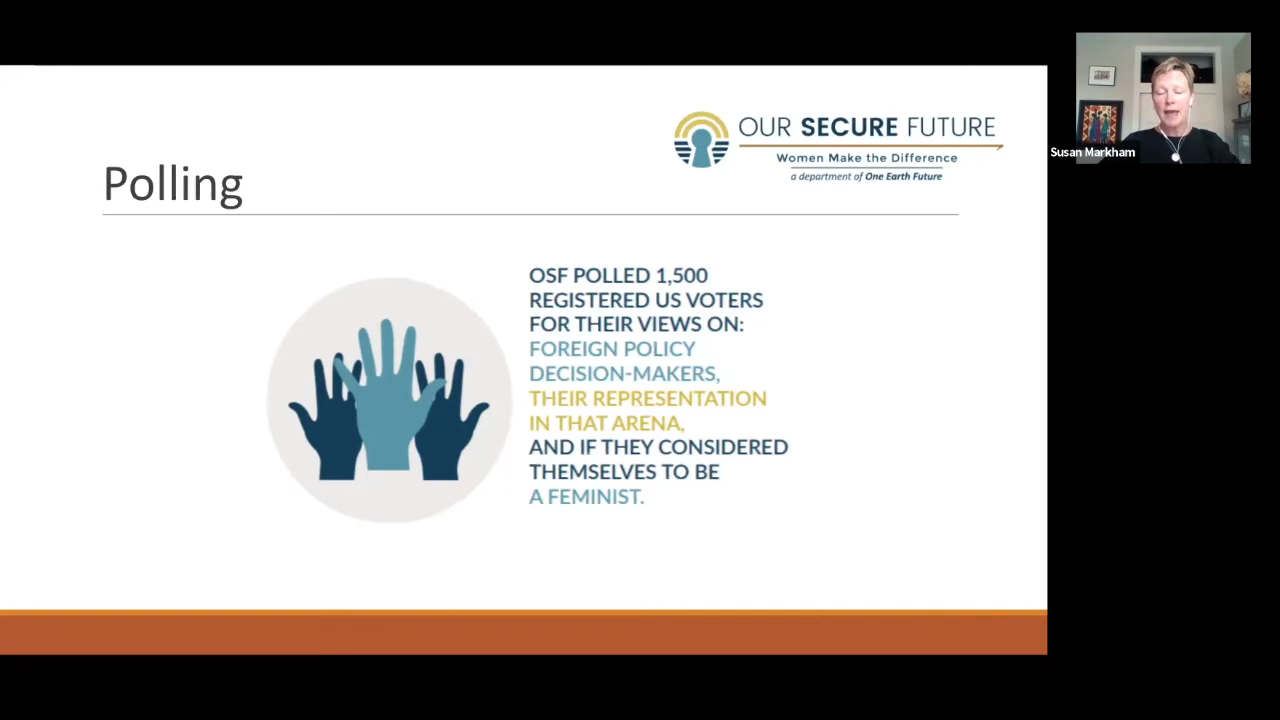 OUR SECURE FUTURE
Women Make the Difference
a department of One Earth Future
Susan Markham
Polling
OSF POLLED 1,500
REGISTERED US VOTERS
FOR THEIR VIEWS ON:
FOREIGN POLICY
DECISION-MAKERS,
THEIR REPRESENTATION
IN THAT ARENA,
AND IF THEY CONSIDERED
THEMSELVES TO BE
A FEMINIST.